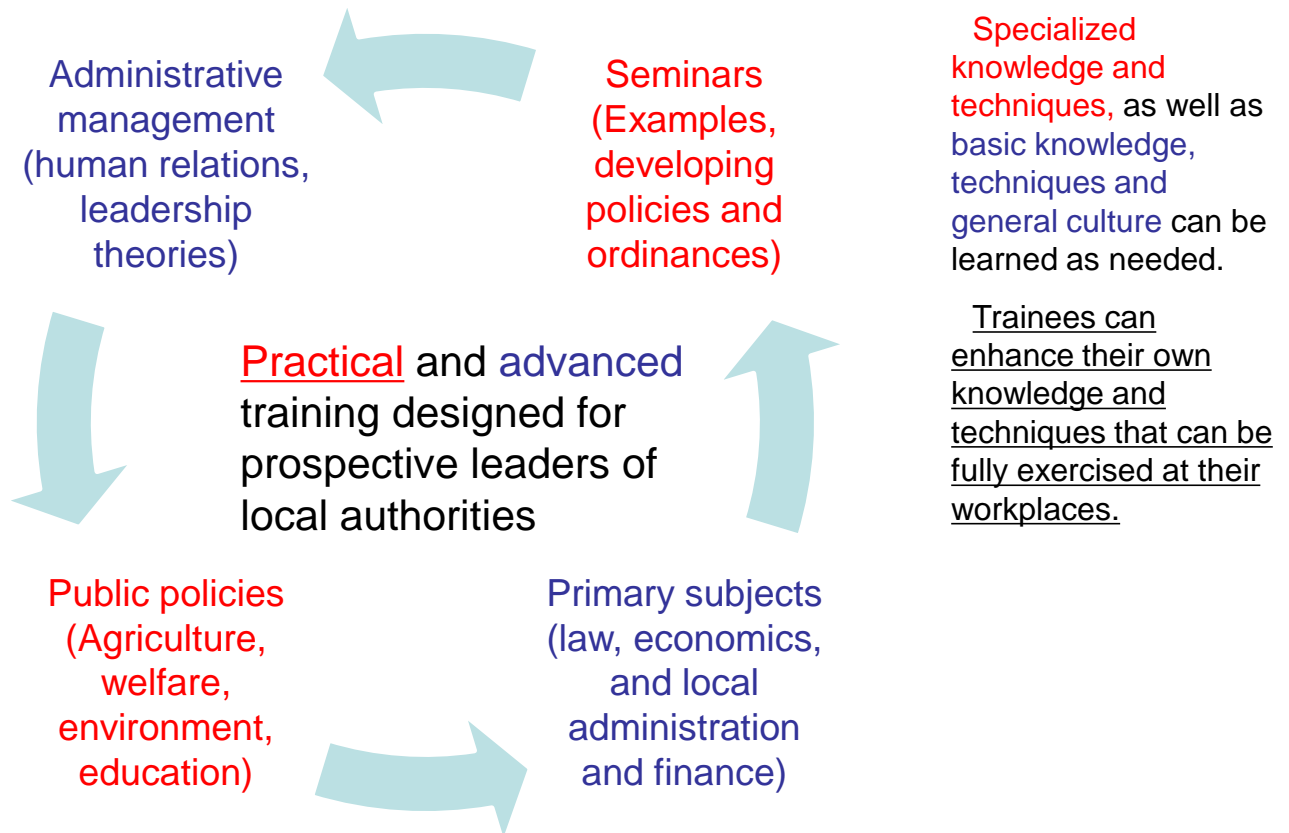 Administrative
management
(human relations,
leadership
theories)
Seminars
(Examples,
developing
policies and
ordinances)
Specialized
knowledge and
techniques, as well as
basic knowledge,
techniques and
general culture can be
learned as needed.
Trainees can
enhance their own
knowledge and
techniques that can be
fully exercised at their
workplaces.
Practical and advanced
training designed for
prospective leaders of
local authorities
Public policies
(Agriculture,
welfare,
environment,
education)
Primary subjects
(law, economics,
and local
administration
and finance)